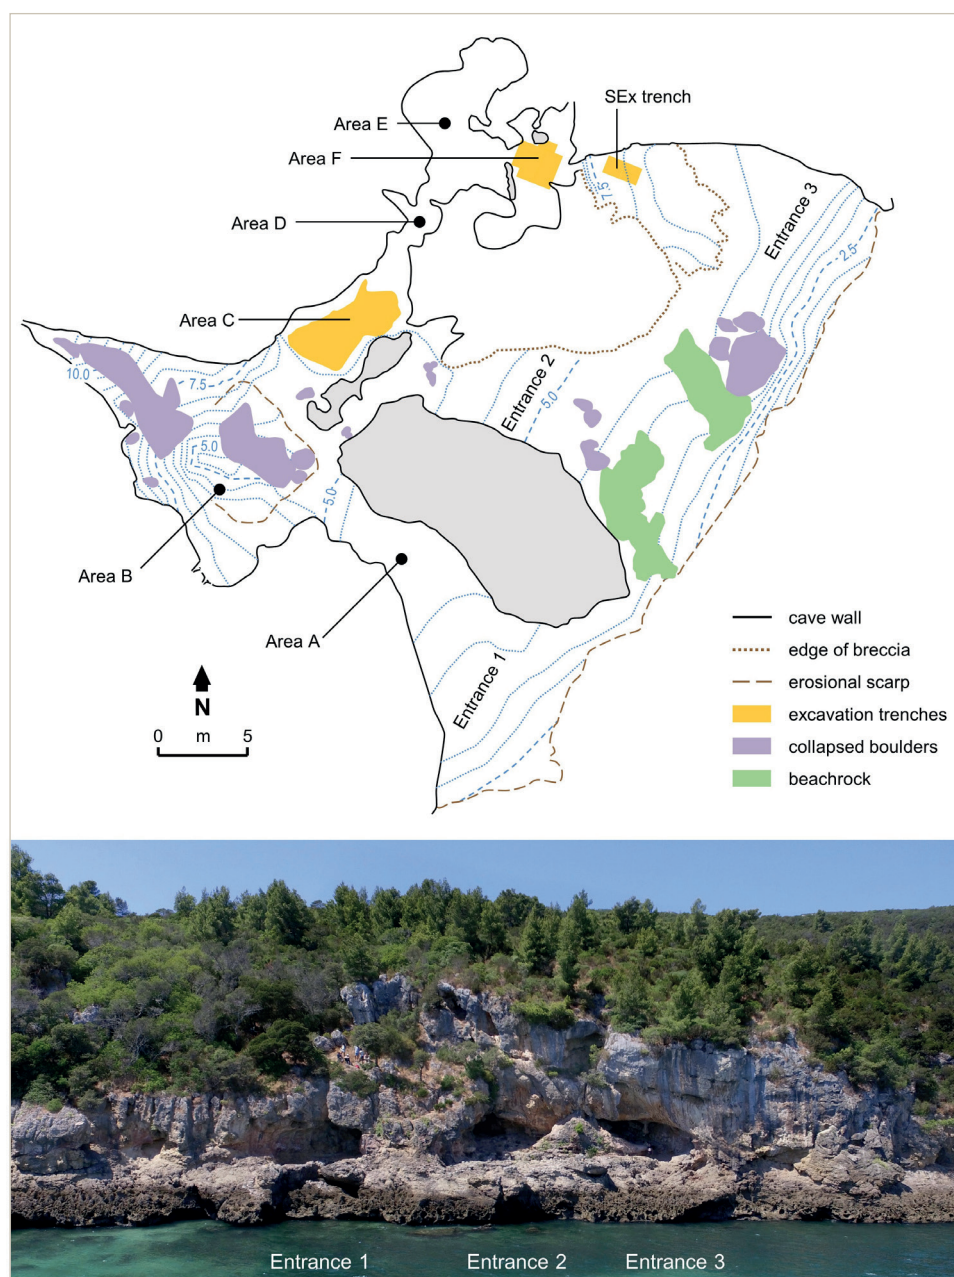 SEx trench
Area E
Area F
7.5
Entrance 3
Area D
2.5
Area C
10.0
7.5
Entrance 2
5.0
5.0
5.0
Area B
Area A
Entrance 1
N
0 m 5
cave wall
edge of breccia
erosional scarp
excavation trenches
collapsed boulders
beachrock
Entrance 1
Entrance 2
Entrance 3